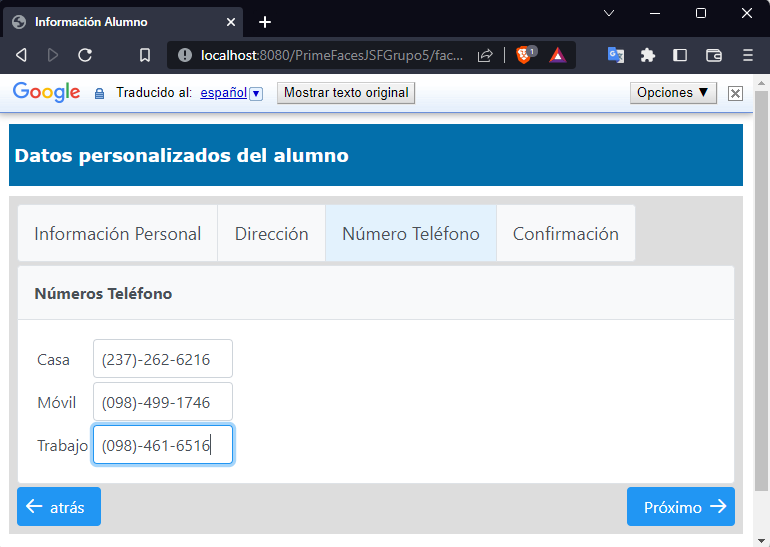 Información Alumno
localhost:8080/PrimeFacesJSFGrupo5/fac...
1
Google Traducido al: español Mostrar texto original Opciones
Datos personalizados del alumno
Información Personal Dirección Número Teléfono Confirmación
Números Teléfono
Casa (237)-262-6216
Móvil (098)-499-1746
Trabajo (098)-461-6516
atrás Próximo